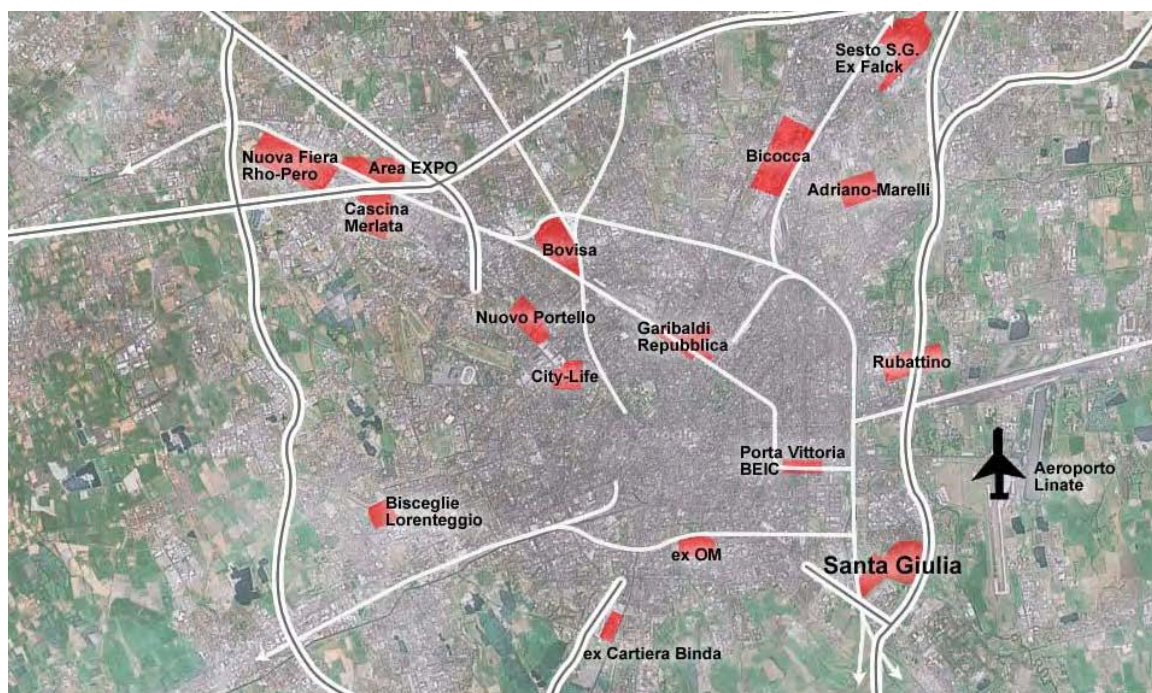 Sesto S.G.
Ex Falck
Nuova Fiera
Rho-Pero
Area EXPO
Bicocca
Adriano-Marelli
Cascina
Merlata
Bovisa
Nuovo Portello
Garibaldi
Repubblica
City-Life
Rubattino
Porta Vittoria
BEIC
Aeroporto
Linate
Bisceglie
Lorenteggio
ex OM
Santa Giulia
ex Cartiera Binda